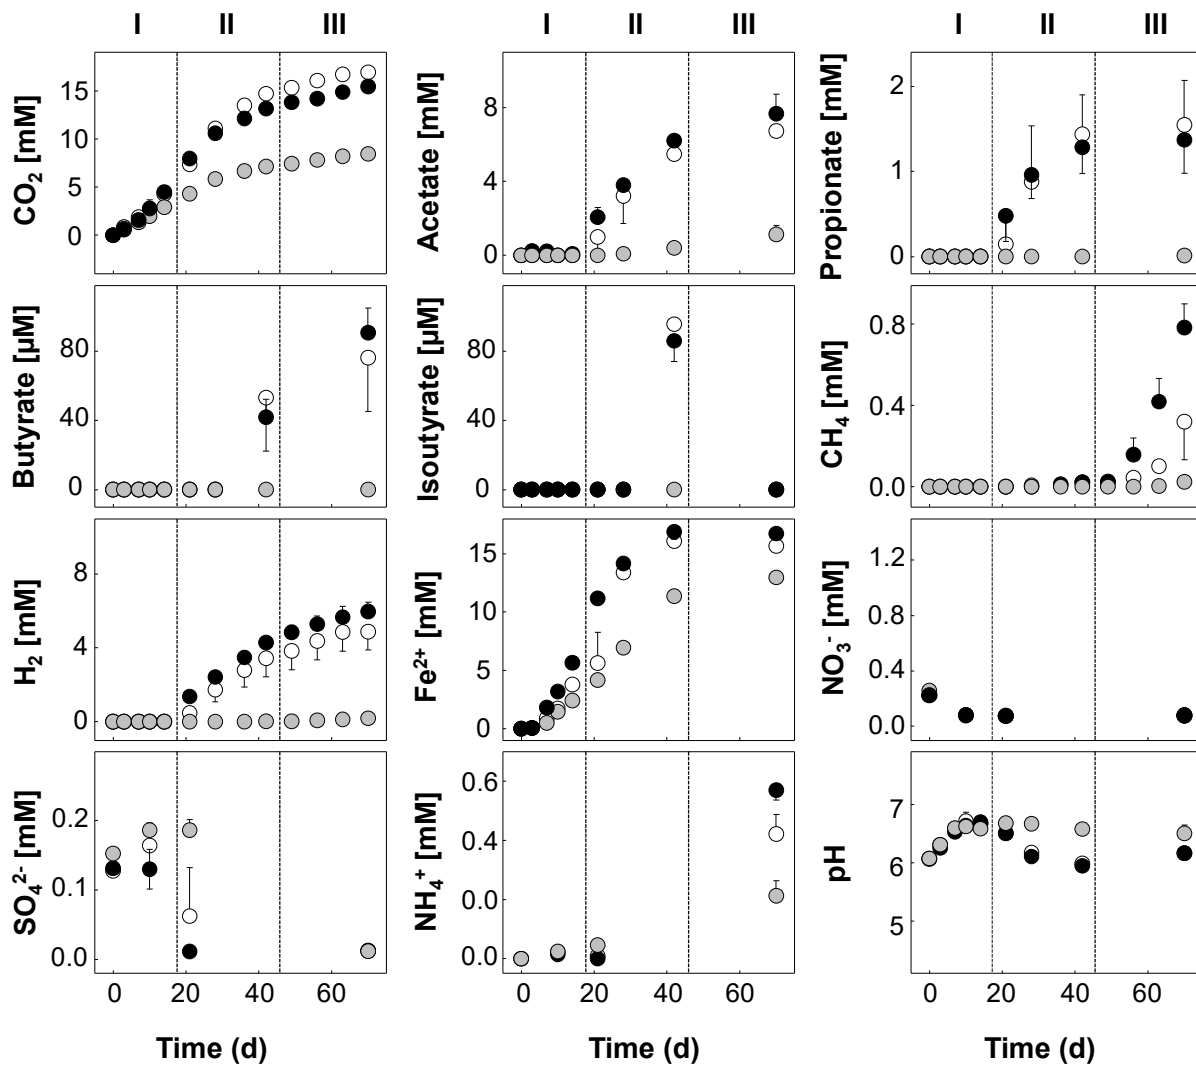 I II III I II III I II III
CO₂ [mM]
15
10
5
0
Acetate [mM]
8
4
0
Propionate [mM]
2
1
0
Butyrate [µM]
80
40
0
Isoutyrate [µM]
80
40
0
CH₄ [mM]
0.8
0.4
0.0
H₂ [mM]
8
4
0
Fe²⁺ [mM]
15
10
5
0
NO₃⁻ [mM]
1.2
0.8
0.4
0.0
SO₄²⁻ [mM]
0.2
0.1
0.0
NH₄⁺ [mM]
0.6
0.4
0.0
0.0
pH
7
6
5
0 20 40 60 0 20 40 60 0 20 40 60
Time (d) Time (d) Time (d)